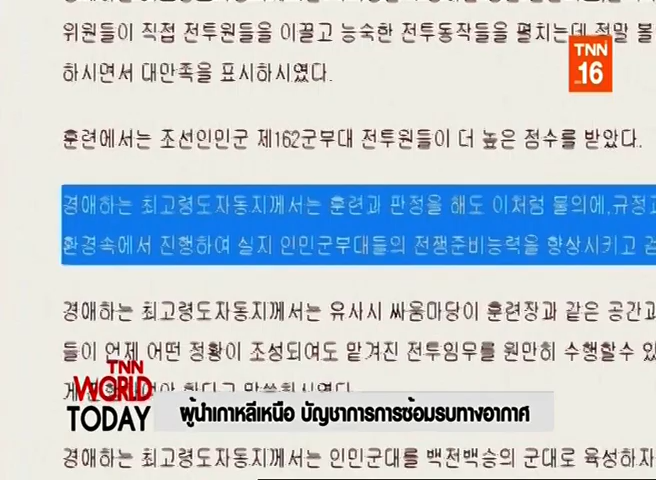 위원들이 직접 전투원들을 이끌고 능숙한 전투동작들을 펼치는데 정말 볼
하시면서 대만족을 표시하시였다.
TNN
16
훈련에서는 조선인민군 제162군부대 전투원들이 더 높은 점수를 받았다.
경애하는 최고령도자동지께서는 훈련과 판정을 해도 이처럼 불의에,규정과
환경속에서 진행하여 실지 인민군부대들의 전쟁준비능력을 향상시키고 검
경애하는 최고령도자동지께서는 유사시 싸움마당이 훈련장과 같은 공간과
들이 언제 어떤 정황이 조성되여도 맡겨진 전투임무를 원만히 수행할수 있
한다고 말씀하시였다.
TNN
WORLD
TODAY
ผู้นำเกาหลีเหนือ บัญชาการการซ้อมรบทางอากาศ
경애하는 최고령도자동지께서는 인민군대를 백전백승의 군대로 육성하자